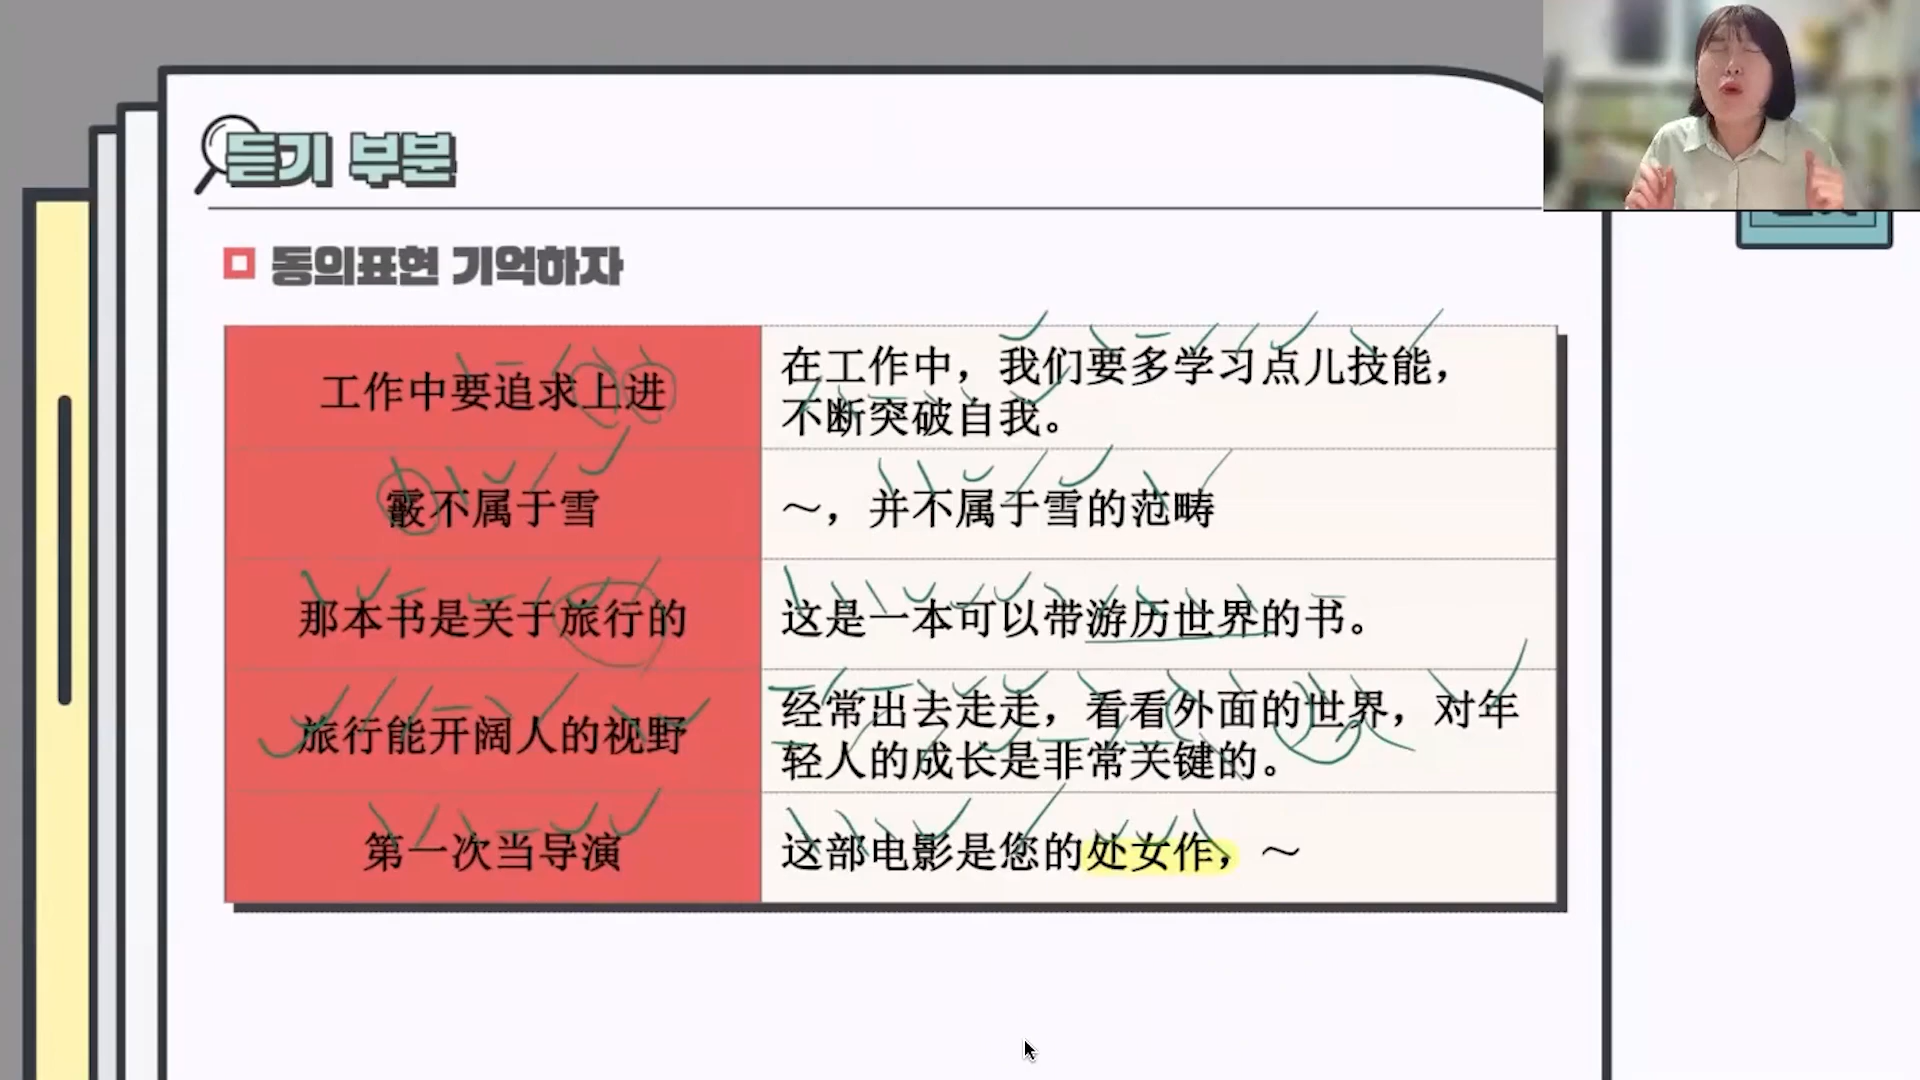 듣기 부분
동의표현 기억하자
工作中要追求上进
在工作中，我们要多学习点儿技能，
不断突破自我。
霰不属于雪
～，并不属于雪的范畴
那本书是关于旅行的
这是一本可以带游历世界的书。
旅行能开阔人的视野
经常出去走走，看看外面的世界，对年
轻人的成长是非常关键的。
第一次当导演
这部电影是您的处女作，～